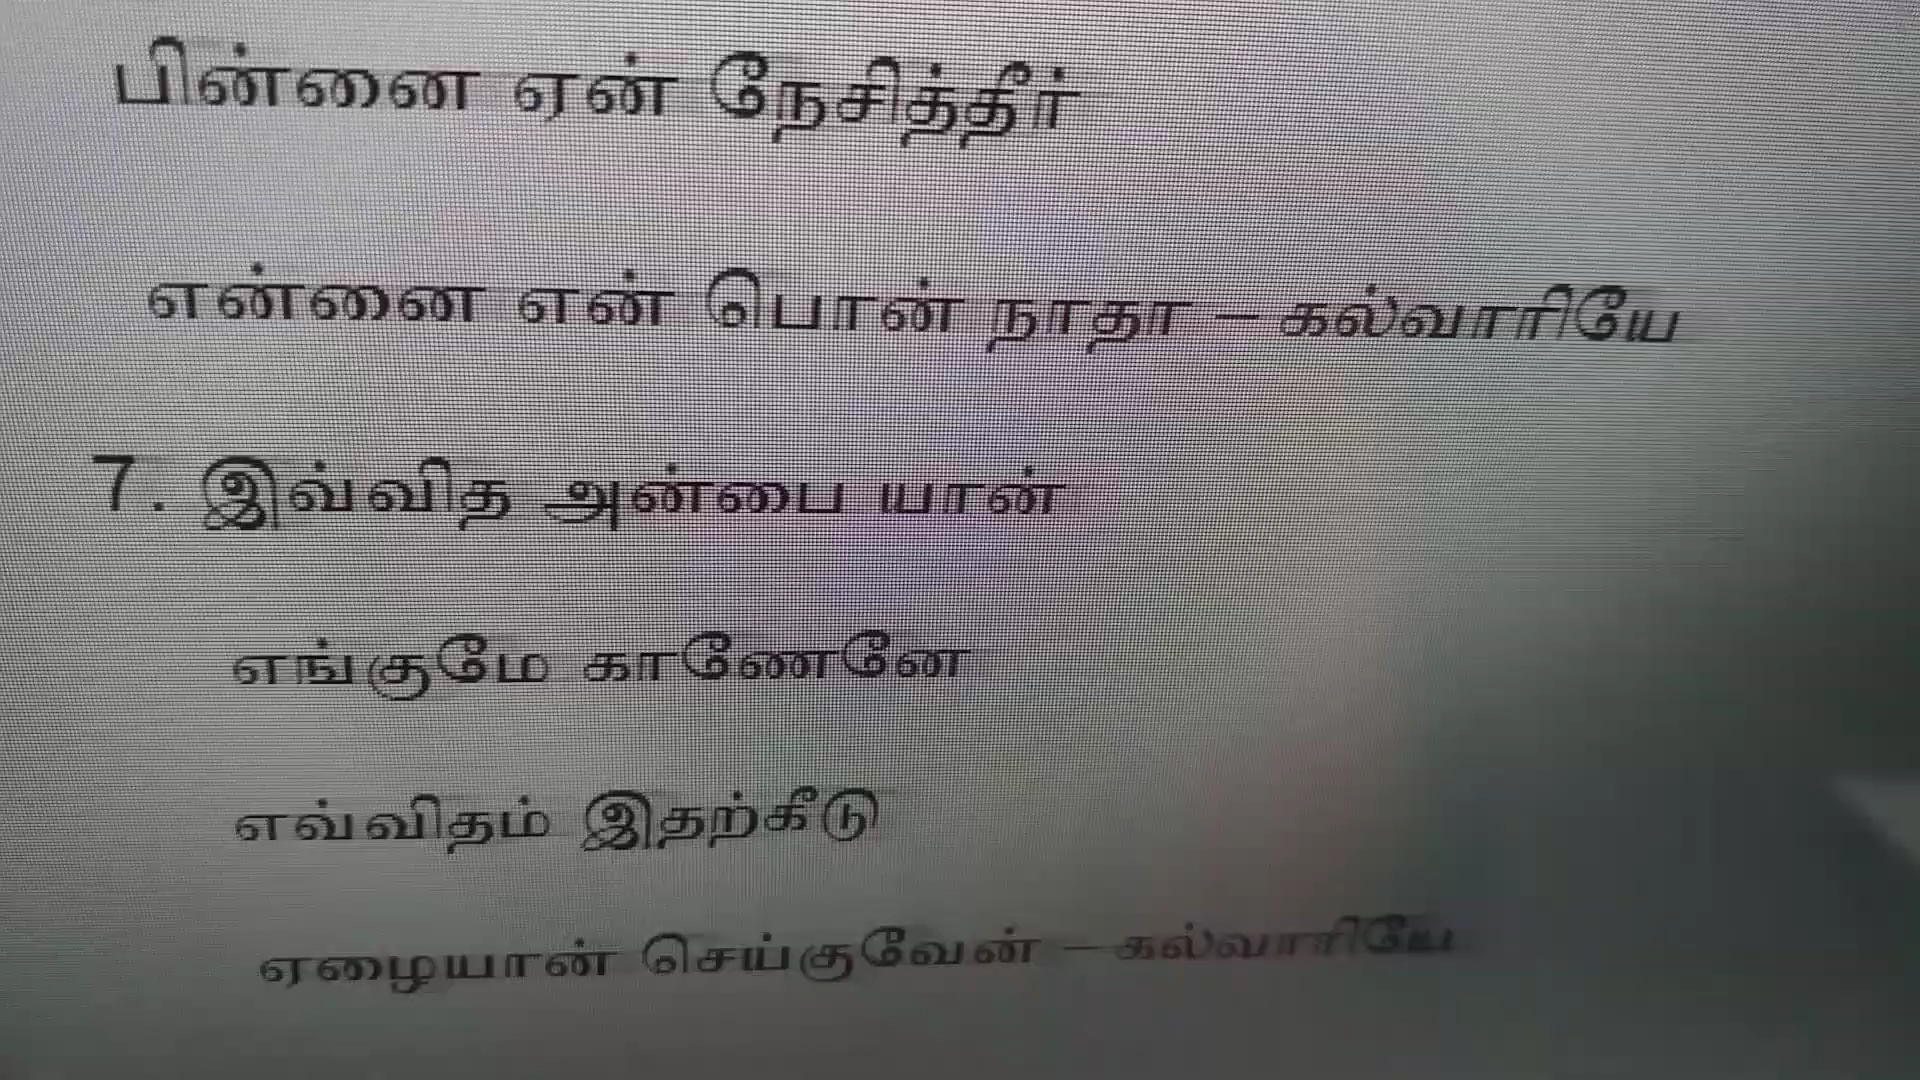 பின்னை ஏன் நேசித்தீர்
என்னை என் பொன் நாதா – கல்வாரியே
7. இவ்வித அன்பை யான்
எங்குமே காணேனே
எவ்விதம் இதற்கீடு
ஏழையான் செய்குவேன் – கல்வாரியே